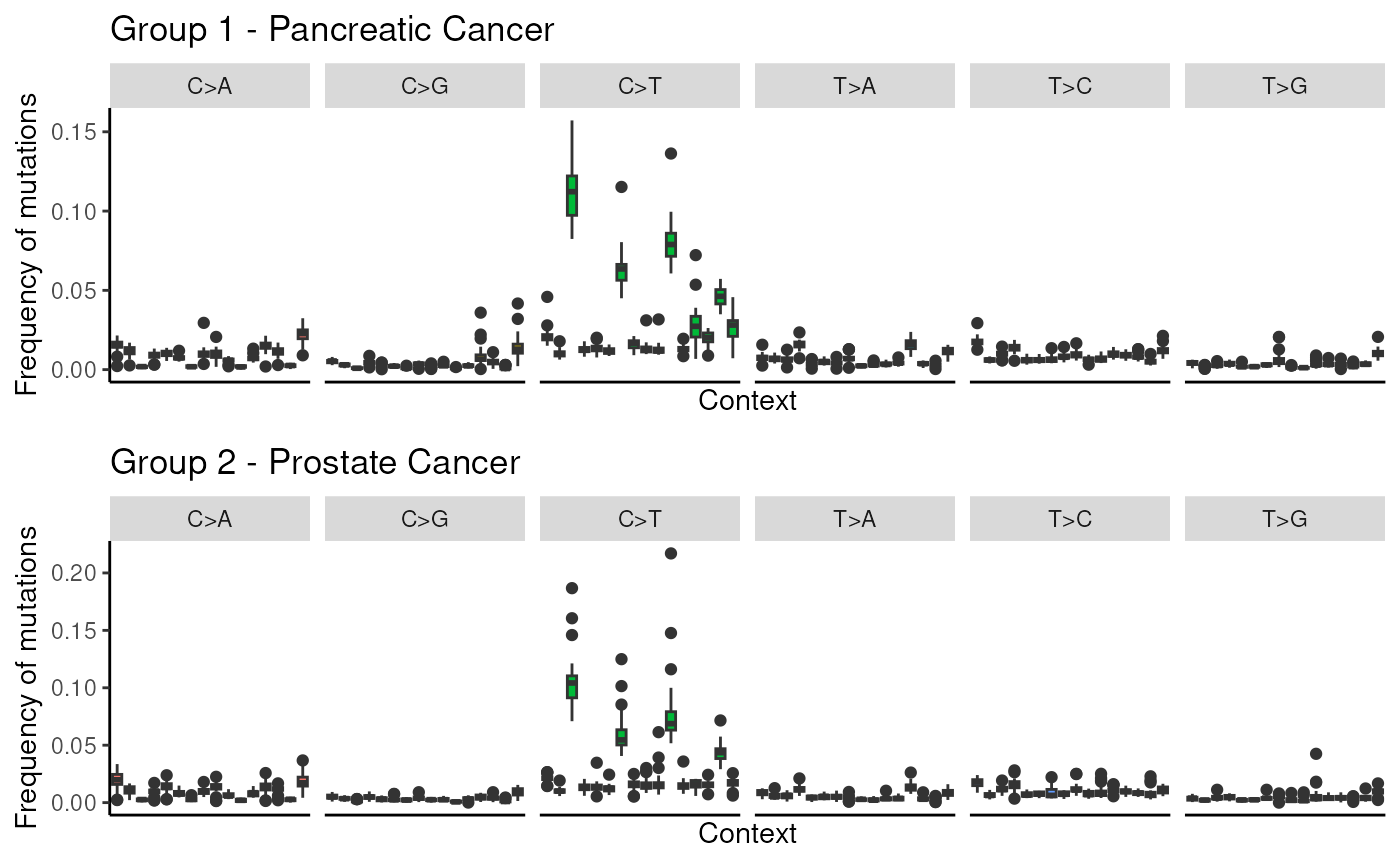 Group 1 - Pancreatic Cancer
C>A C>G C>T T>A T>C T>G
0.15
0.10
0.05
0.00
Frequency of mutations
Context
Group 2 - Prostate Cancer
C>A C>G C>T T>A T>C T>G
0.20
0.15
0.10
0.05
0.00
Frequency of mutations
Context